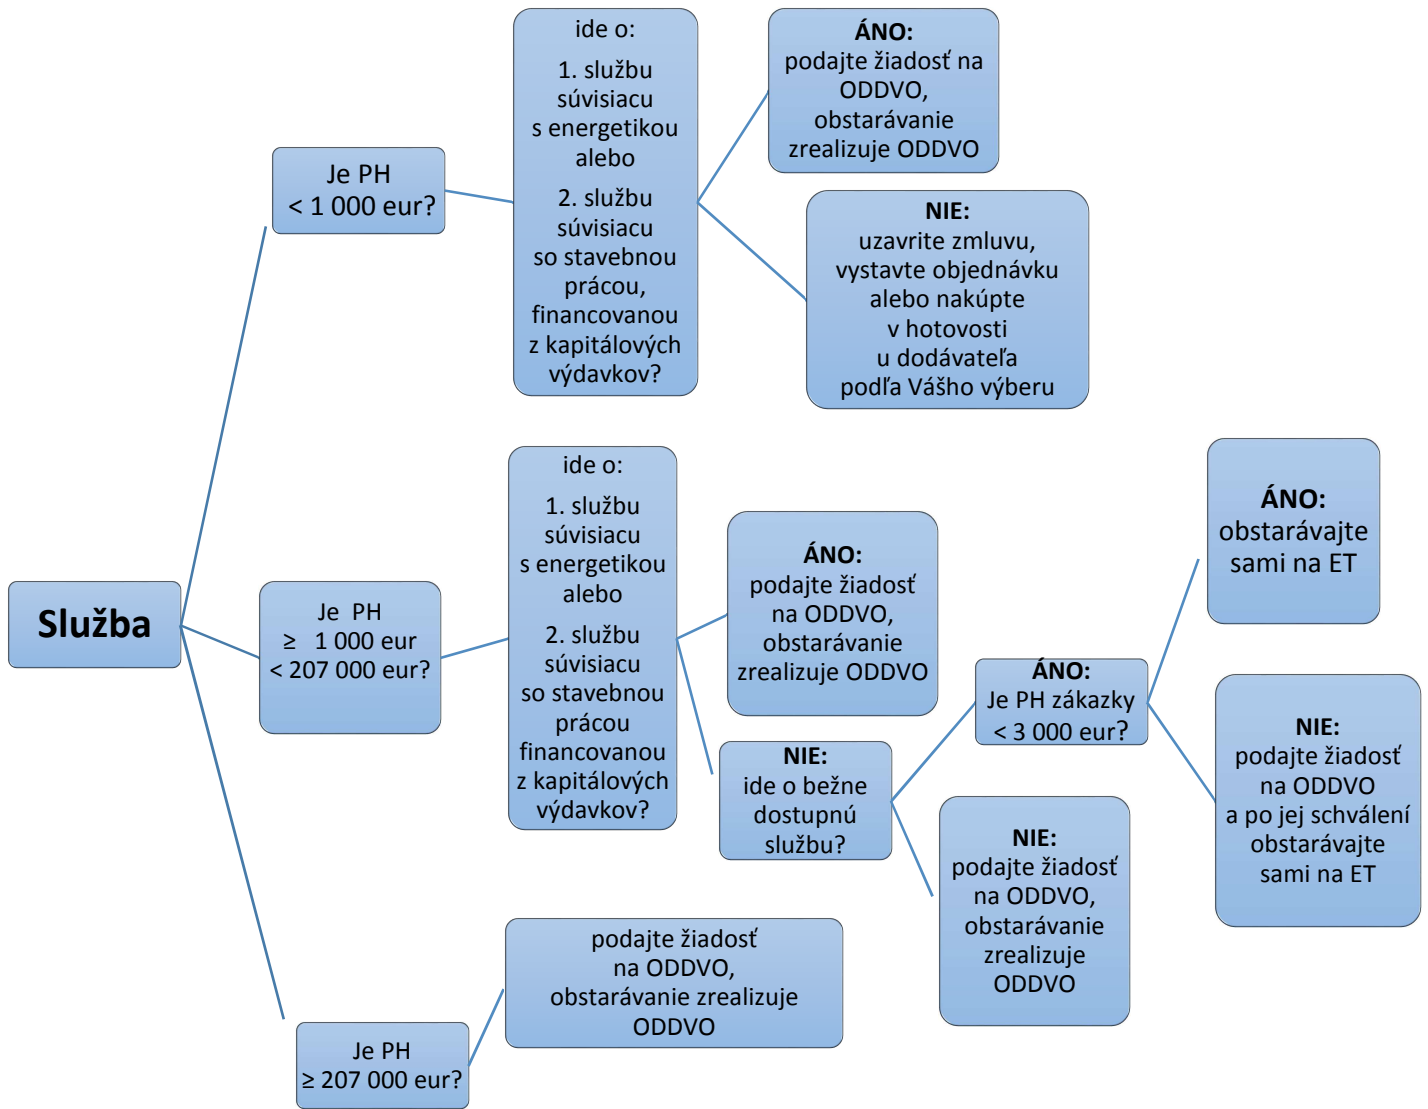 Služba
Je PH
< 1 000 eur?
ide o:
1. službu
súvisiacu
s energetikou
alebo
2. službu
súvisiacu
so stavebnou
prácou,
financovanou
z kapitálových
výdavkov?
ÁNO:
podajte žiadosť na
ODDVO,
obstarávanie
zrealizuje ODDVO
NIE:
uzavrite zmluvu,
vystavte objednávku
alebo nakúpte
v hotovosti
u dodávateľa
podľa Vášho výberu
Je PH
≥ 1 000 eur
< 207 000 eur?
ide o:
1. službu
súvisiacu
s energetikou
alebo
2. službu
súvisiacu
so stavebnou
prácou
financovanou
z kapitálových
výdavkov?
ÁNO:
podajte žiadosť
na ODDVO,
obstarávanie
zrealizuje ODDVO
NIE:
ide o bežne
dostupnú
službu?
ÁNO:
Je PH zákazky
< 3 000 eur?
ÁNO:
obstarávajte
sami na ET
NIE:
podajte žiadosť
na ODDVO
a po jej schválení
obstarávajte
sami na ET
NIE:
podajte žiadosť
na ODDVO,
obstarávanie
zrealizuje
ODDVO
Je PH
≥ 207 000 eur?
podajte žiadosť
na ODDVO,
obstarávanie zrealizuje
ODDVO